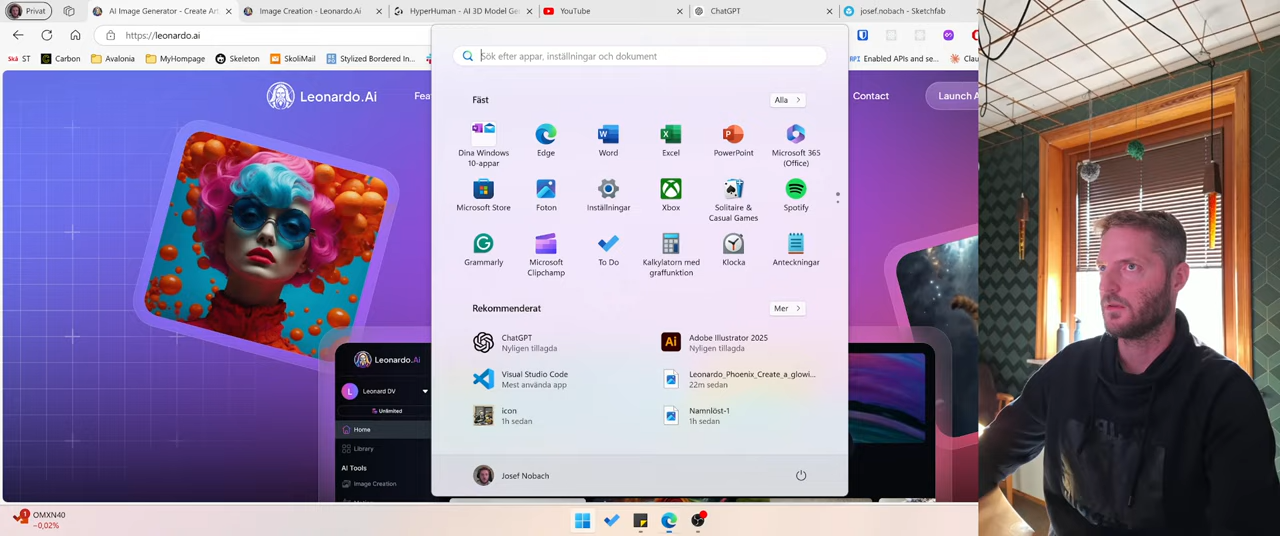 Privat
AI Image Generator - Create Art
Image Creation - Leonardo.Ai
HyperHuman - AI 3D Model Ge
YouTube
ChatGPT
josef.nobach - Sketchfab
https://leonardo.ai
Skå ST
Carbon
Avalonia
MyHompage
Skeleton
SkoliMail
Stylized Bordered In...
API
Enabled APIs and se...
Clau
Leonardo.Ai
Fea
Contact
Launch A
Sök efter appar, inställningar och dokument
Fäst
Alla
Dina Windows
10-appar
Edge
Word
Excel
PowerPoint
Microsoft 365
(Office)
Microsoft Store
Foton
Inställningar
Xbox
Solitaire &
Casual Games
Spotify
Grammarly
Microsoft
Clipchamp
To Do
Kalkylatorn med
graffunktion
Klocka
Anteckningar
Rekommenderat
Mer
ChatGPT
Nyligen tillagda
Ai
Adobe Illustrator 2025
Nyligen tillagda
Visual Studio Code
Mest använda app
Leonardo_Phoenix_Create_a_glowi...
22m sedan
icon
1h sedan
Namnlöst-1
1h sedan
Josef Nobach
Leonardo.Ai
L
Leonard DV
Unlimited
Home
Library
AI Tools
Image Creation
1
OMXN40
-0,02%